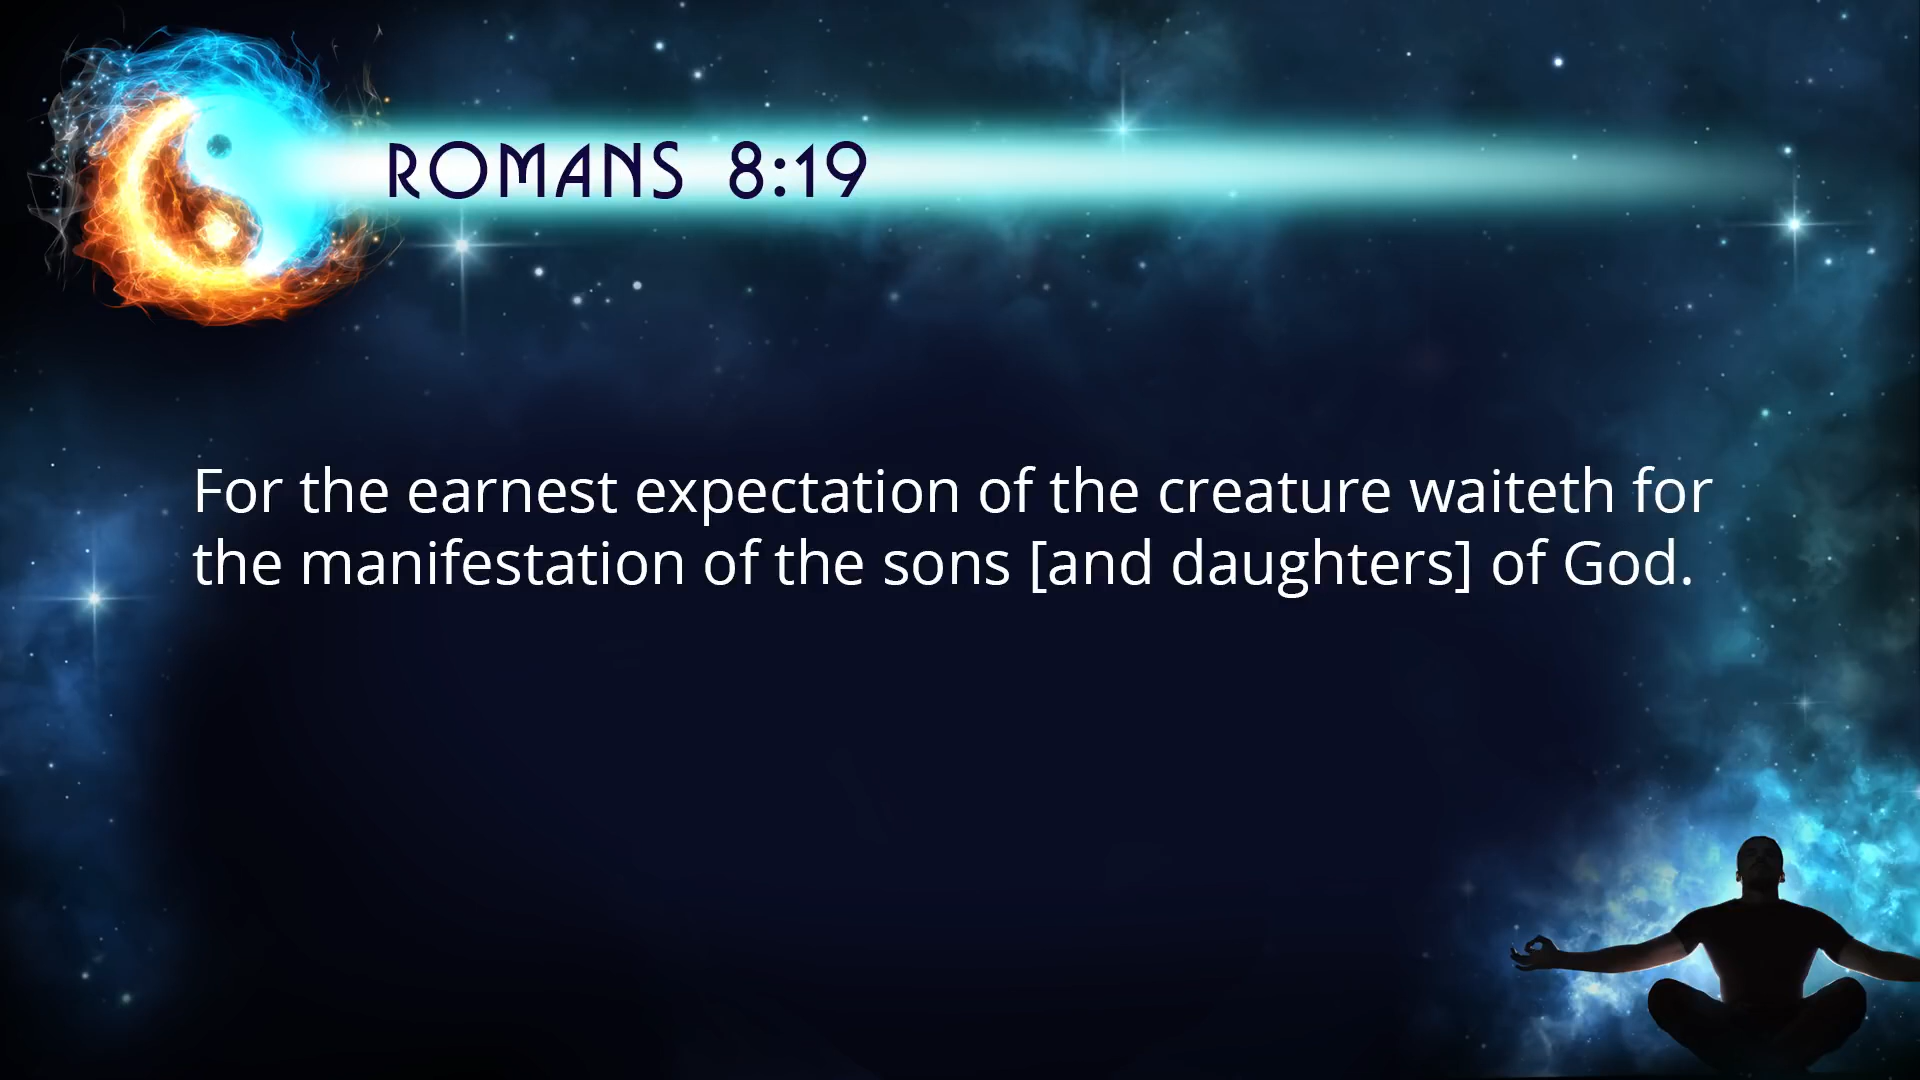 ROMANS 8:19
For the earnest expectation of the creature waiteth for
the manifestation of the sons [and daughters] of God.